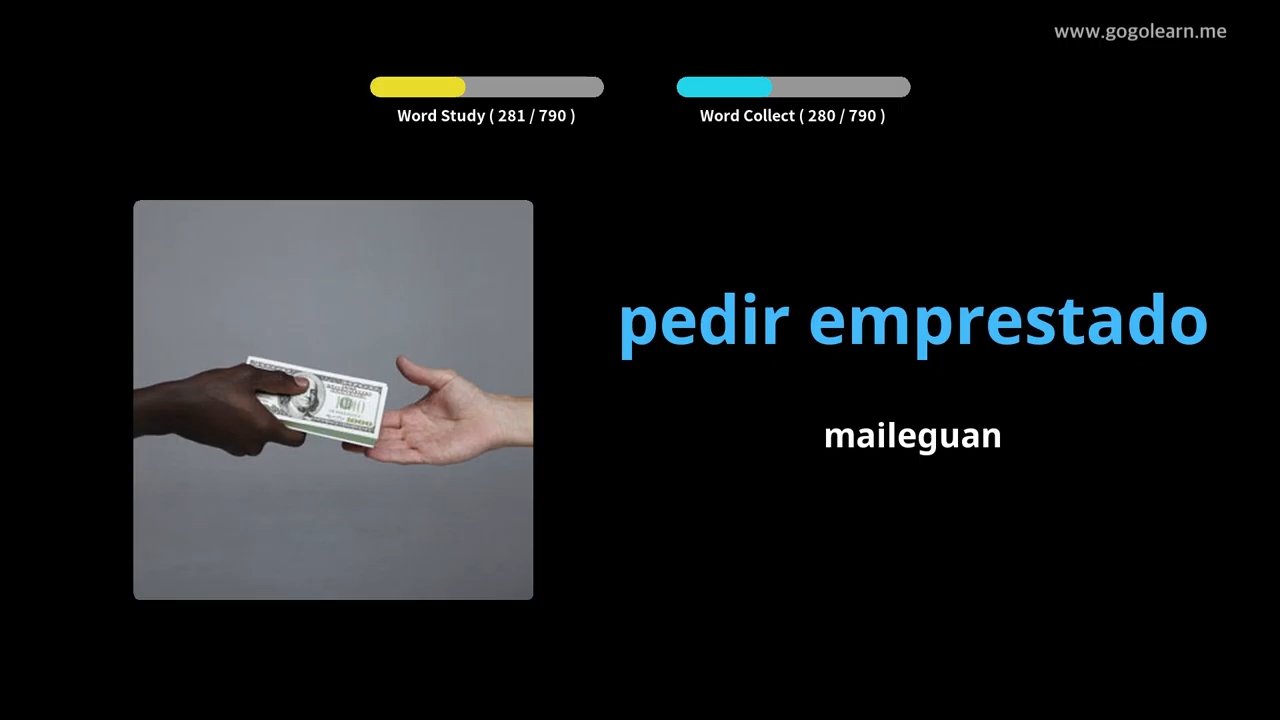 www.gogolearn.me
Word Study ( 281 / 790 )
Word Collect ( 280 / 790 )
pedir emprestado
maileguan